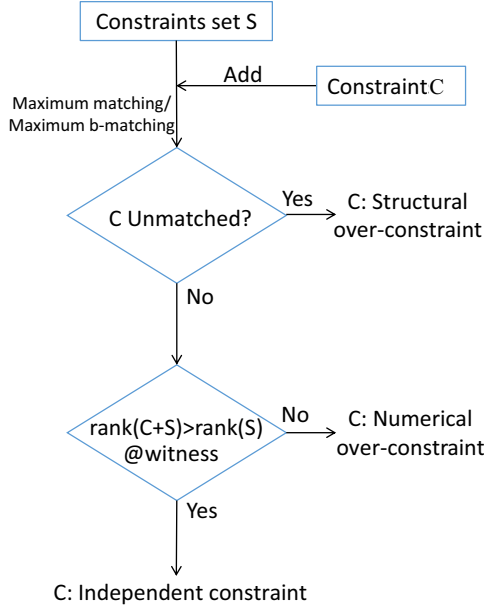 Constraints set S
Add
Constraint C
Maximum matching/
Maximum b-matching
C Unmatched?
Yes
C: Structural
over-constraint
No
rank(C+S)>rank(S)
@witness
No
C: Numerical
over-constraint
Yes
C: Independent constraint